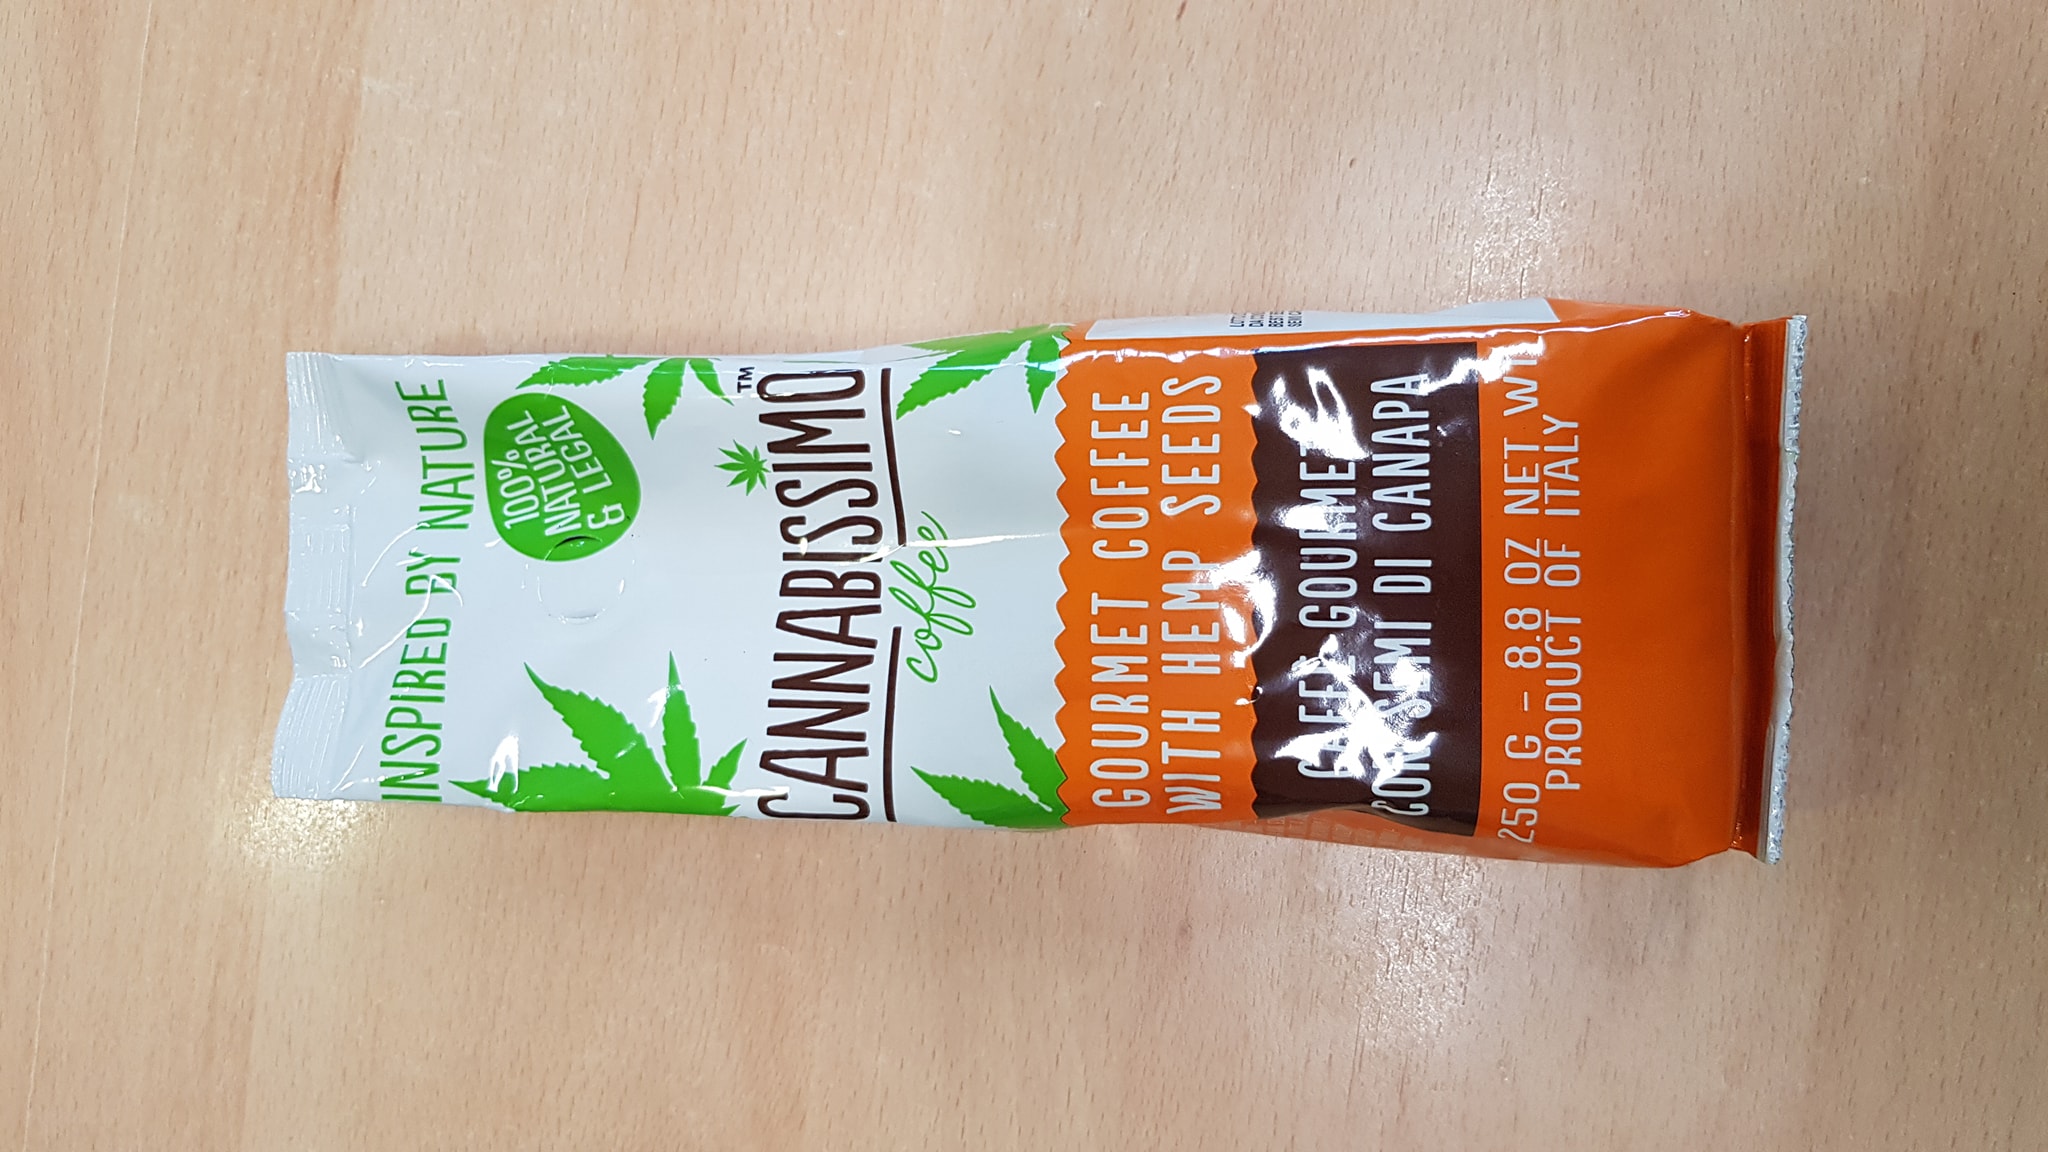 INSPIRED BY NATURE
100%
NATURAL
& LEGAL
CANNABISSIMO™
coffee
GOURMET COFFEE
WITH HEMP SEEDS
CAFFÈ GOURMET
CON SEMI DI CANAPA
250 G - 8.8 OZ NET
PRODUCT OF ITALY